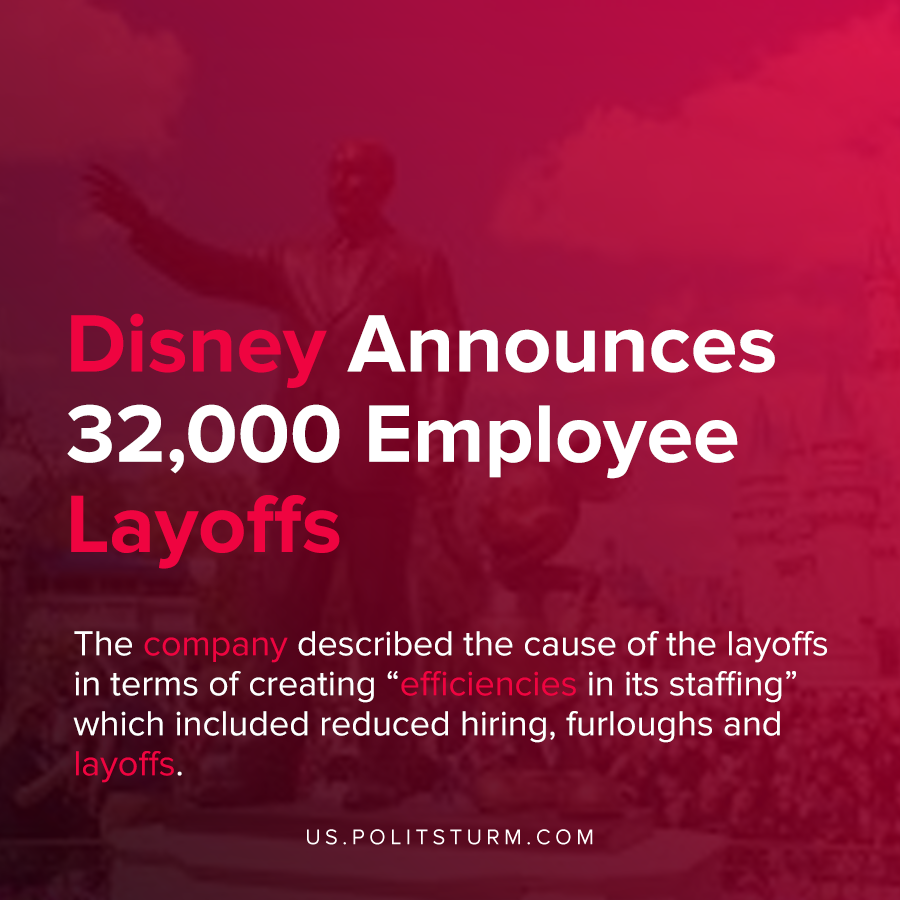 Disney Announces
32,000 Employee
Layoffs
The company described the cause of the layoffs
in terms of creating “efficiencies in its staffing”
which included reduced hiring, furloughs and
layoffs.
US.POLITSTURM.COM